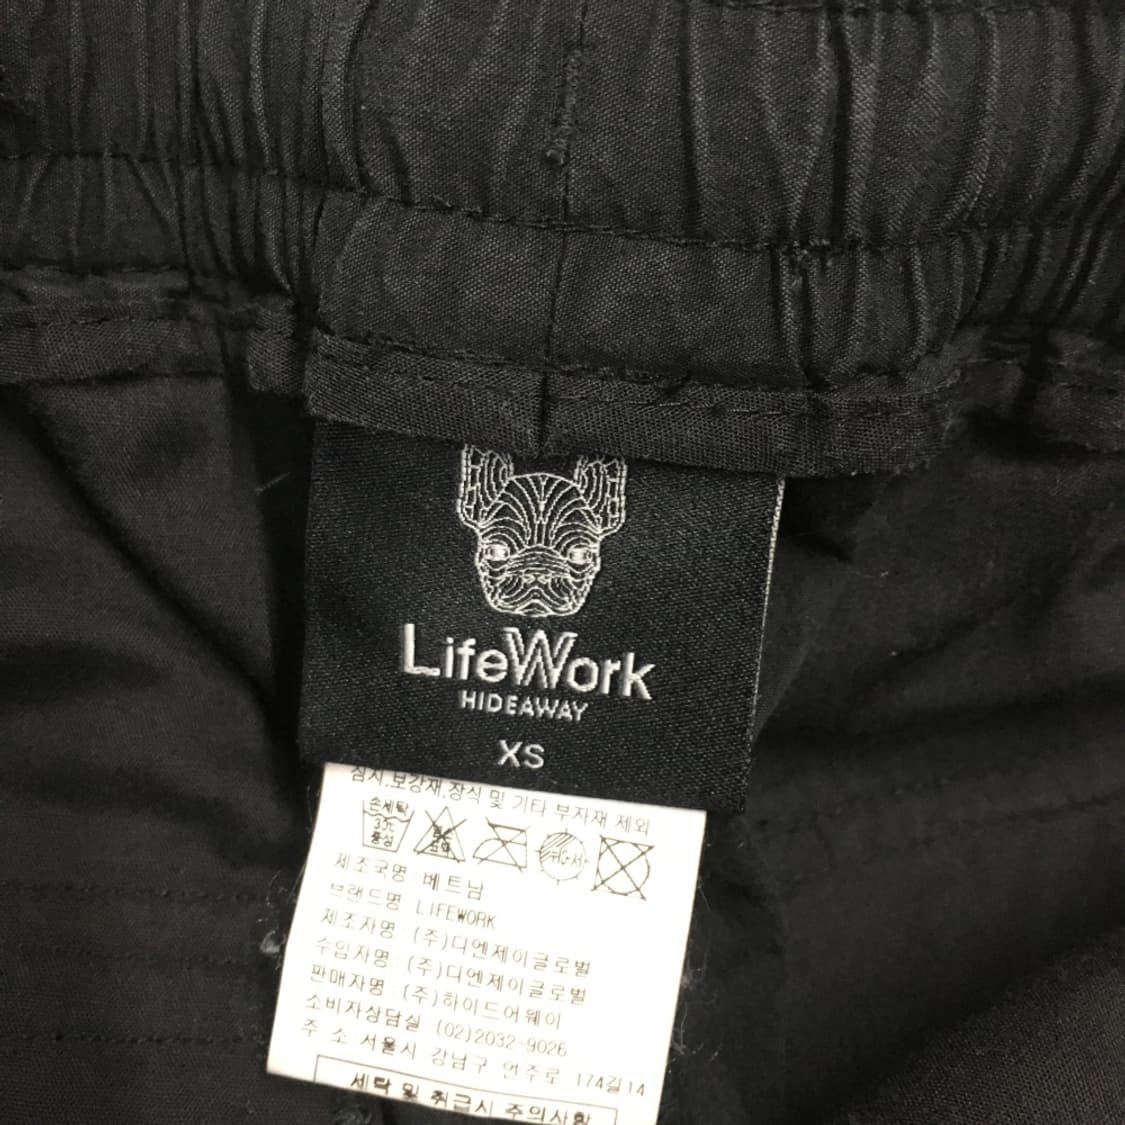 LifeWork
HIDEAWAY
XS
심지,보강재,장식 및 기타 부자재 제외
손세탁
30℃
중성
제조국명 베트남
브랜드명 LIFEWORK
제조자명 (주)디엔제이글로벌
수입자명 (주)디엔제이글로벌
판매자명 (주)하이드어웨이
소비자상담실 (02)2032-9026
주 소 서울시 강남구 언주로 174길14
세탁 및 취급시 주의사항